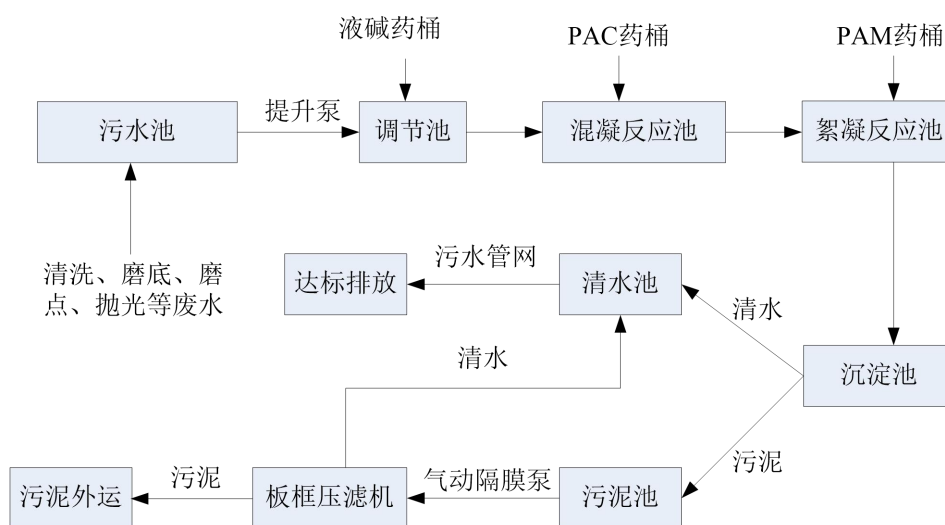 液碱药桶
PAC药桶
PAM药桶
污水池
提升泵
调节池
混凝反应池
絮凝反应池
清洗、磨底、磨
点、抛光等废水
达标排放
污水管网
清水池
清水
清水
沉淀池
污泥外运
污泥
板框压滤机
气动隔膜泵
污泥池
污泥